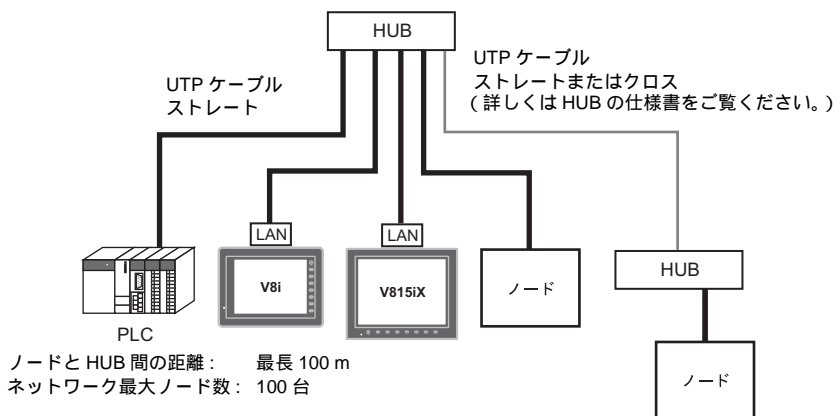 HUB
UTP ケーブル
ストレート
UTP ケーブル
ストレートまたはクロス
( 詳しくは HUB の仕様書をご覧ください。)
LAN
LAN
V8i
V815iX
ノード
HUB
PLC
ノードと HUB 間の距離 : 最長 100 m
ネットワーク最大ノード数 : 100 台
ノード